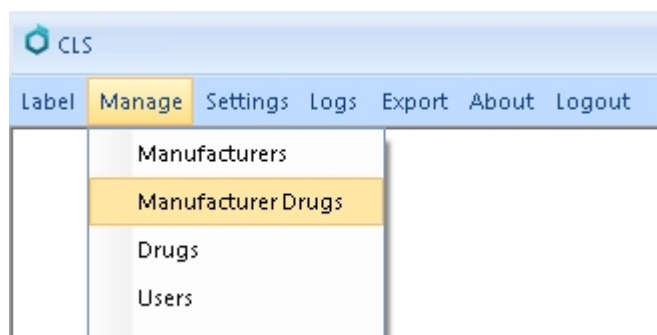 CLS
Label Manage Settings Logs Export About Logout
Manufacturers
Manufacturer Drugs
Drugs
Users